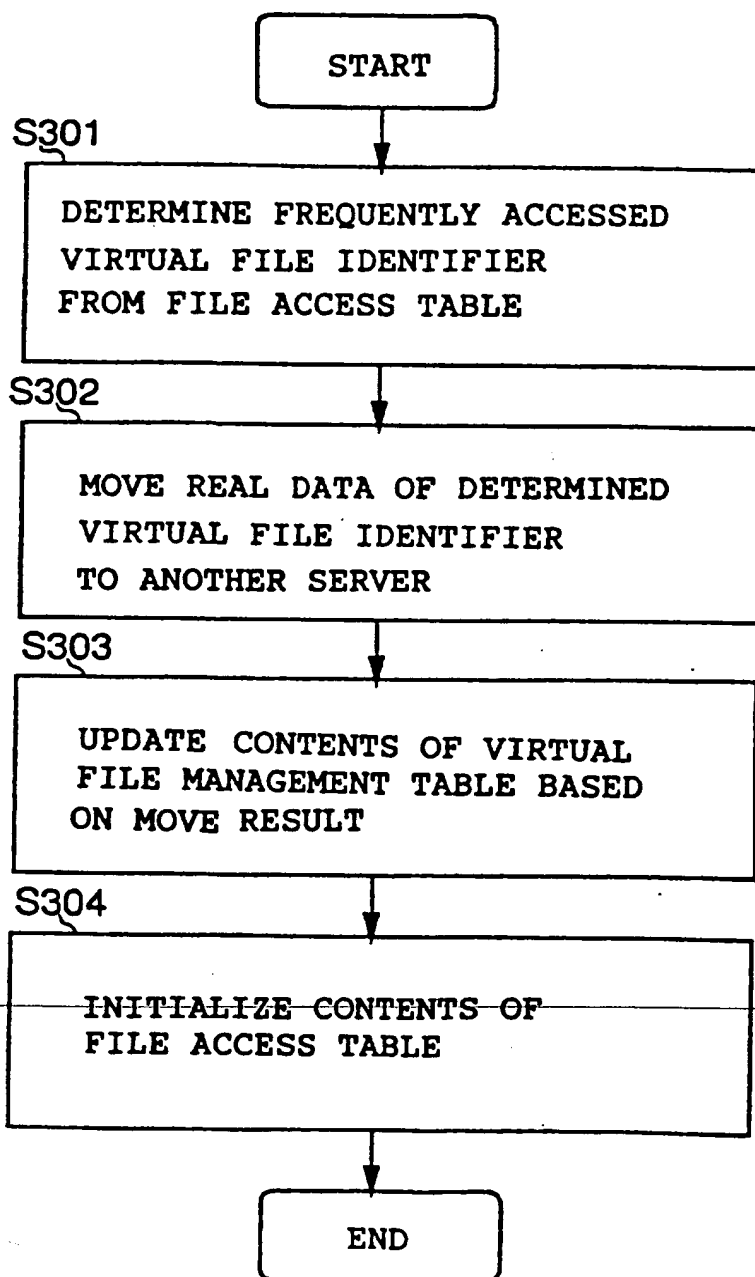 START
S301
DETERMINE FREQUENTLY ACCESSED
VIRTUAL FILE IDENTIFIER
FROM FILE ACCESS TABLE
S302
MOVE REAL DATA OF DETERMINED
VIRTUAL FILE IDENTIFIER
TO ANOTHER SERVER
S303
UPDATE CONTENTS OF VIRTUAL
FILE MANAGEMENT TABLE BASED
ON MOVE RESULT
S304
INITIALIZE CONTENTS OF
FILE ACCESS TABLE
END